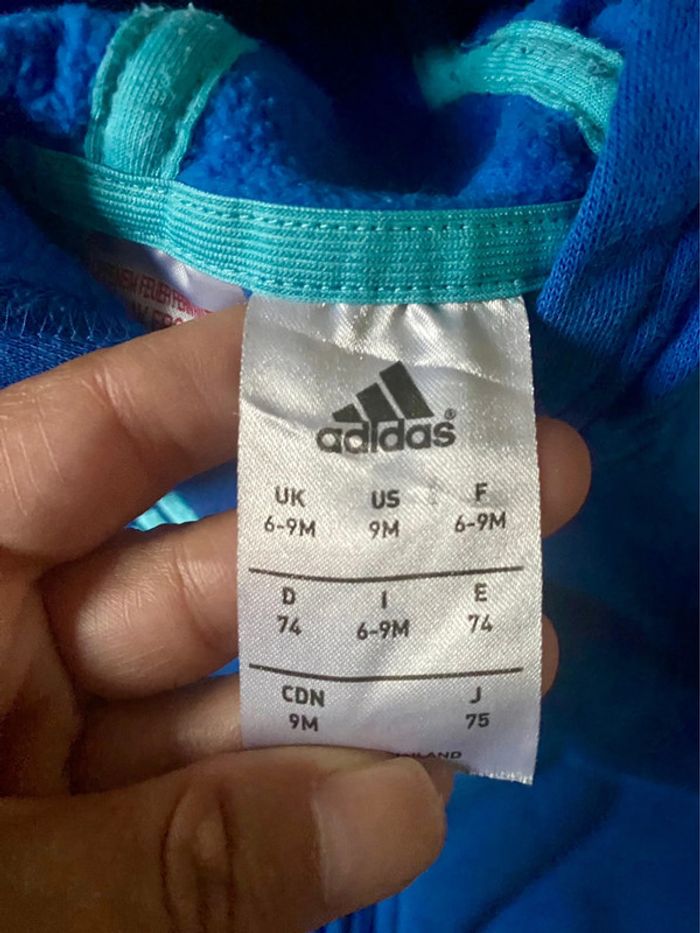 adidas®
UK US F
6-9M 9M 6-9M
D I E
74 6-9M 74
CDN J
9M 75